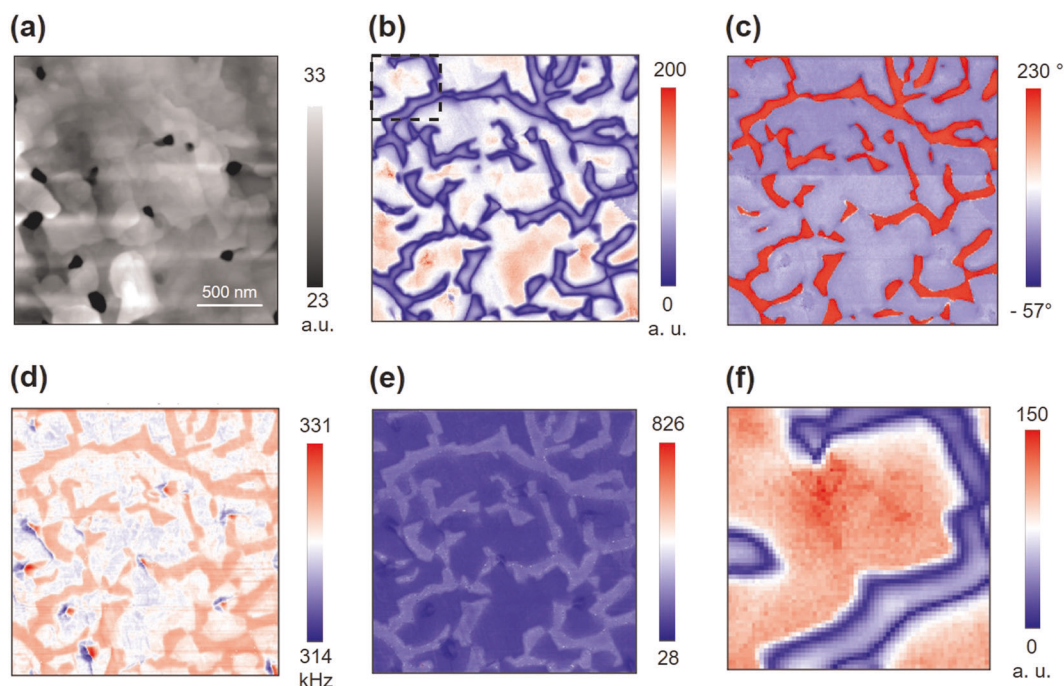 (a)
33
500 nm
23
a.u.
(b)
200
0
a. u.
(c)
230 °
- 57°
(d)
331
314
kHz
(e)
826
28
(f)
150
0
a. u.